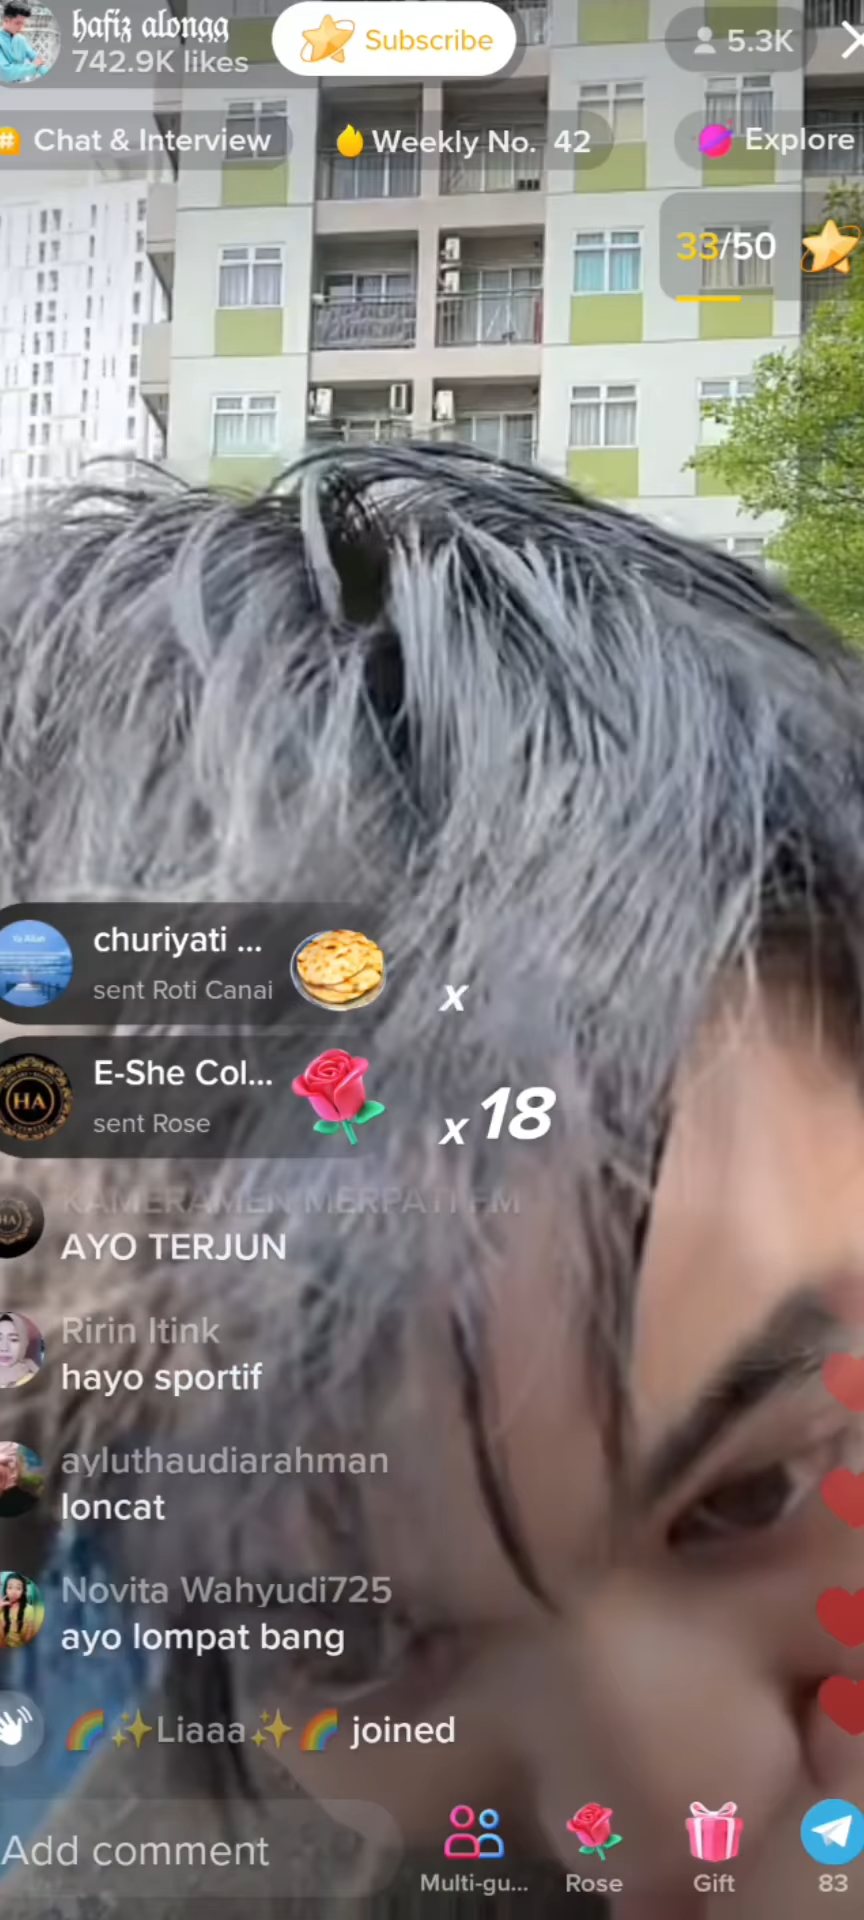 hafiz alongg
742.9K likes
Subscribe
5.3K
# Chat & Interview
Weekly No. 42
Explore
33/50
churiyati ...
sent Roti Canai
x
E-She Col...
sent Rose
x 18
HA
KAMERAMEN MERPATI FM
AYO TERJUN
Ririn Itink
hayo sportif
ayluthaudiarahman
loncat
Novita Wahyudi725
ayo lompat bang
🌈✨Liaaa✨🌈 joined
Add comment
Multi-gu...
Rose
Gift
83